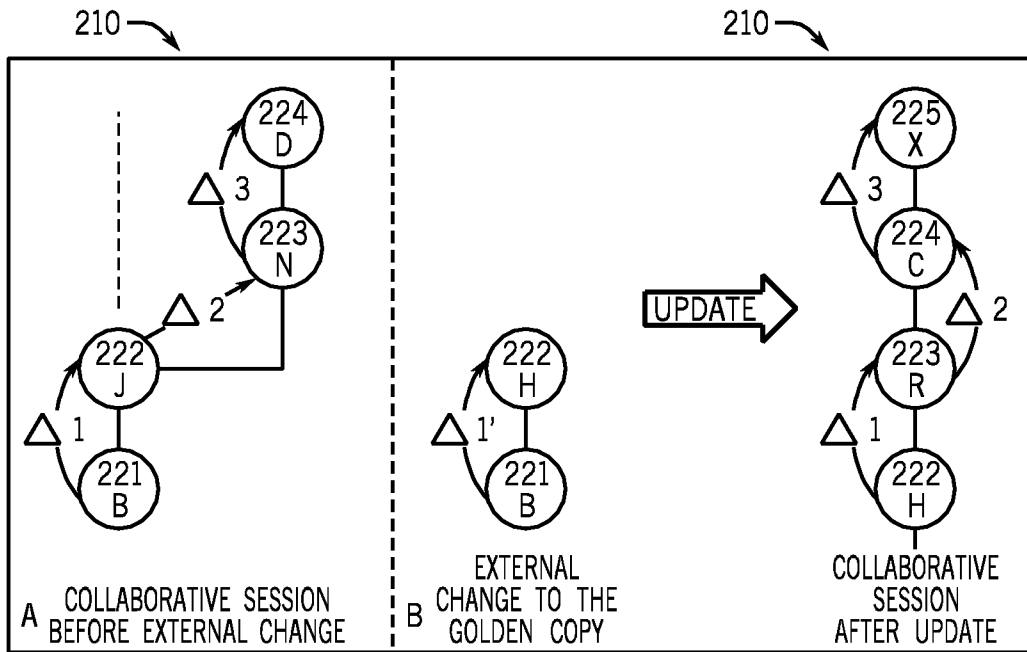 210
210
224
D
△ 3
223
N
△ 2
222
J
△ 1
221
B
A COLLABORATIVE SESSION
BEFORE EXTERNAL CHANGE
222
H
△ 1'
221
B
B
EXTERNAL
CHANGE TO THE
GOLDEN COPY
UPDATE
225
X
△ 3
224
C
△ 2
223
R
△ 1
222
H
COLLABORATIVE
SESSION
AFTER UPDATE